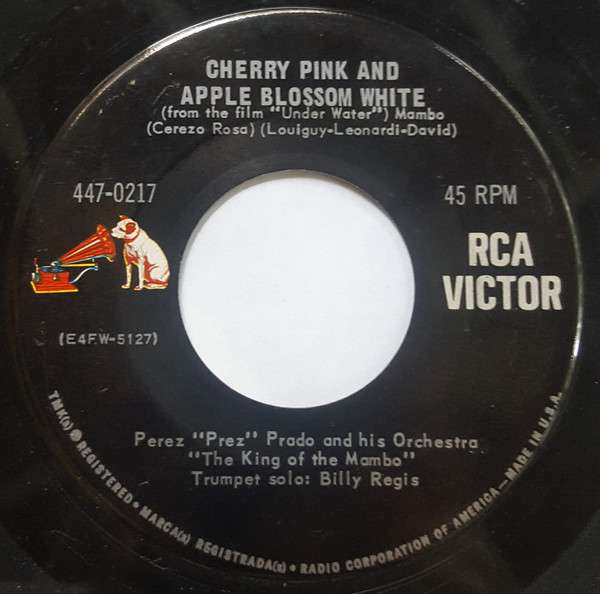 CHERRY PINK AND
APPLE BLOSSOM WHITE
(from the film "Under Water") Mambo
(Cerezo Rosa) (Louiguy-Leonardi-David)
447-0217
45 RPM
RCA
VICTOR
(E4FW-5127)
Perez "Prez" Prado and his Orchestra
"The King of the Mambo"
Trumpet solo: Billy Regis
TMK(s) ® REGISTERED • MARCA(s) REGISTRADA(s) • RADIO CORPORATION OF AMERICA—MADE IN U.S.A.